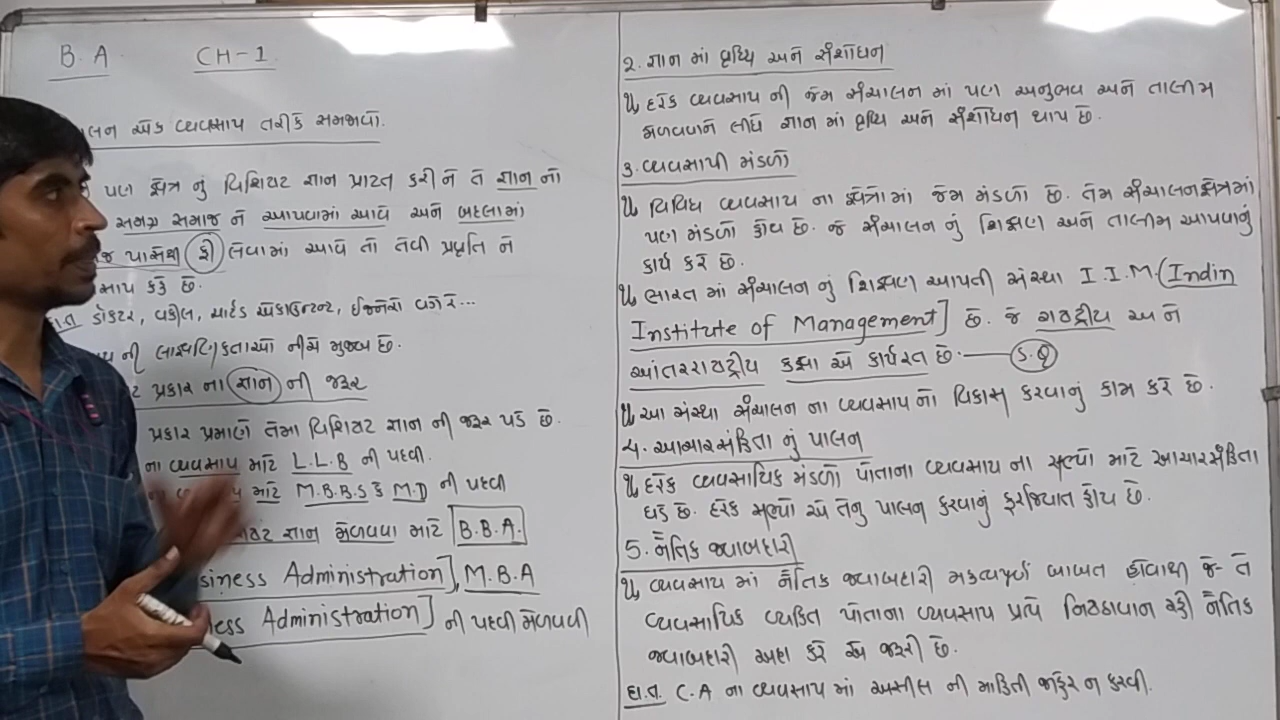 B.A. CH-1
લન એક વ્યવસાય તરીકે સમજાવો.
પણ ક્ષેત્ર નું વિશિષ્ટ જ્ઞાન પ્રાપ્ત કરી ને તે જ્ઞાન નો
સમગ્ર સમાજ ને આપવામાં આવે અને બદલામાં
જ પાસેથી ફી લેવામાં આવે તો તેવી પ્રવૃતિ ને
સાય કહે છે.
દા.ત. ડૉકટર, વકીલ, ચાર્ટડ એકાઉન્ટન્ટ, ઈજનેરો વગેરે...
ય ની લાક્ષણિકતાઓ નીચે મુજબ છે.
ટ પ્રકાર ના જ્ઞાન ની જરૂર
પ્રકાર પ્રમાણે તેમા વિશિષ્ટ જ્ઞાન ની જરૂર પડે છે.
ના વ્યવસાય માટે L.L.B ની પદવી.
માટે M.B.B.S કે M.D ની પદવી
જ્ઞાન મેળવવા માટે B.B.A.
siness Administration], M.B.A
ness Administration] ની પદવી મેળવવી
2. જ્ઞાન માં વૃધ્ધિ અને સંશોધન
દરેક વ્યવસાય ની જેમ સંચાલન માં પણ અનુભવ અને તાલીમ
મેળવવાને લીધે જ્ઞાન માં વૃધ્ધિ અને સંશોધન થાય છે.
3. વ્યવસાયી મંડળો
વિવિધ વ્યવસાય ના ક્ષેત્રોમાં જેમ મંડળો છે. તેમ સંચાલનક્ષેત્રમાં
પણ મંડળો હોય છે. જે સંચાલન નું શિક્ષણ અને તાલીમ આપવાનું
કાર્ય કરે છે.
ભારત માં સંચાલન નું શિક્ષણ આપતી સંસ્થા I.I.M.(Indin
Institute of Management] છે. જે રાષ્ટ્રીય અને
આંતરરાષ્ટ્રીય કક્ષા એ કાર્યરત છે. — S.Q
આ સંસ્થા સંચાલન ના વ્યવસાય નો વિકાસ કરવાનું કામ કરે છે.
4. આચારસંહિતા નું પાલન
દરેક વ્યવસાયિક મંડળો પોતાના વ્યવસાય ના સભ્યો માટે આચારસંહિતા
ઘડે છે. દરેક સભ્યો એ તેનુ પાલન કરવાનું ફરજિયાત હોય છે.
5. નૈતિક જવાબદારી
વ્યવસાય માં નૈતિક જવાબદારી મહત્વપૂર્ણ બાબત હોવાથી જે-તે
વ્યવસાયિક વ્યકિત પોતાના વ્યવસાય પ્રત્યે નિષ્ઠાવાન રહી નૈતિક
જવાબદારી અદા કરે એ જરૂરી છે.
દા.ત. C.A ના વ્યવસાય માં અસીલ ની માહિતી જાહેર ન કરવી.